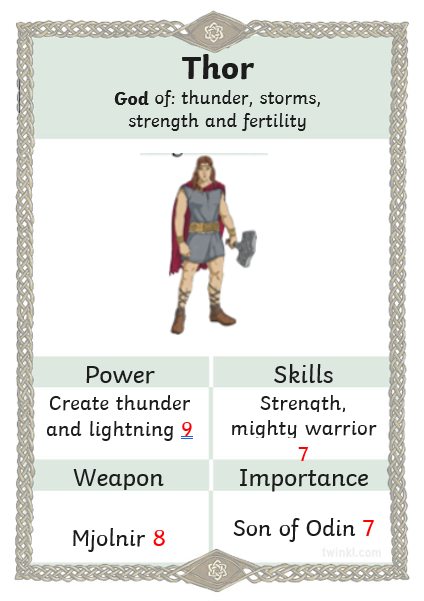 Thor
God of: thunder, storms,
strength and fertility
Power
Skills
Create thunder
and lightning 9
Strength,
mighty warrior
7
Weapon
Importance
Mjolnir 8
Son of Odin 7
twinkl.com